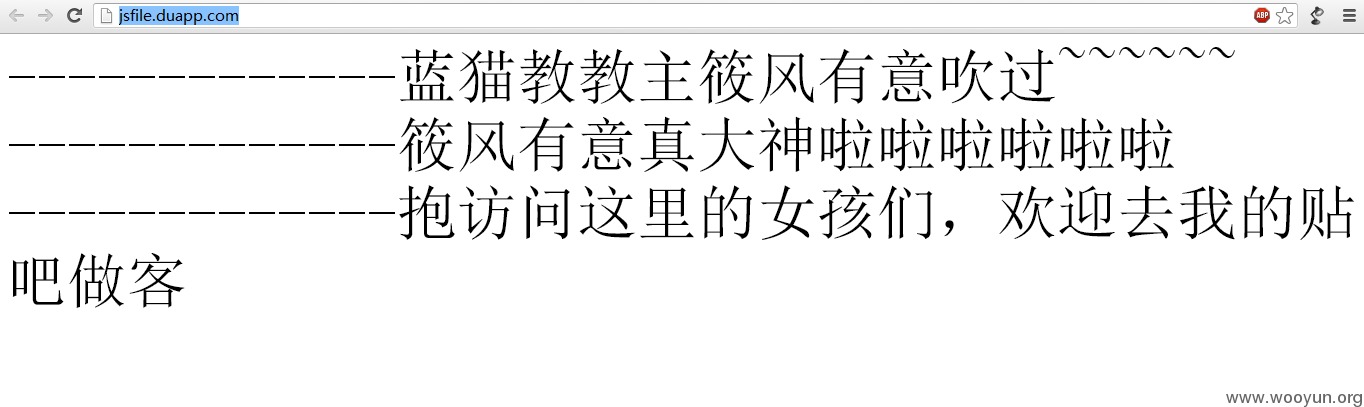 jsfile.duapp.com
ABP
-------------蓝猫教教主筱风有意吹过~~~~~~
-------------筱风有意真大神啦啦啦啦啦啦
-------------抱访问这里的女孩们，欢迎去我的贴
吧做客
www.wooyun.org